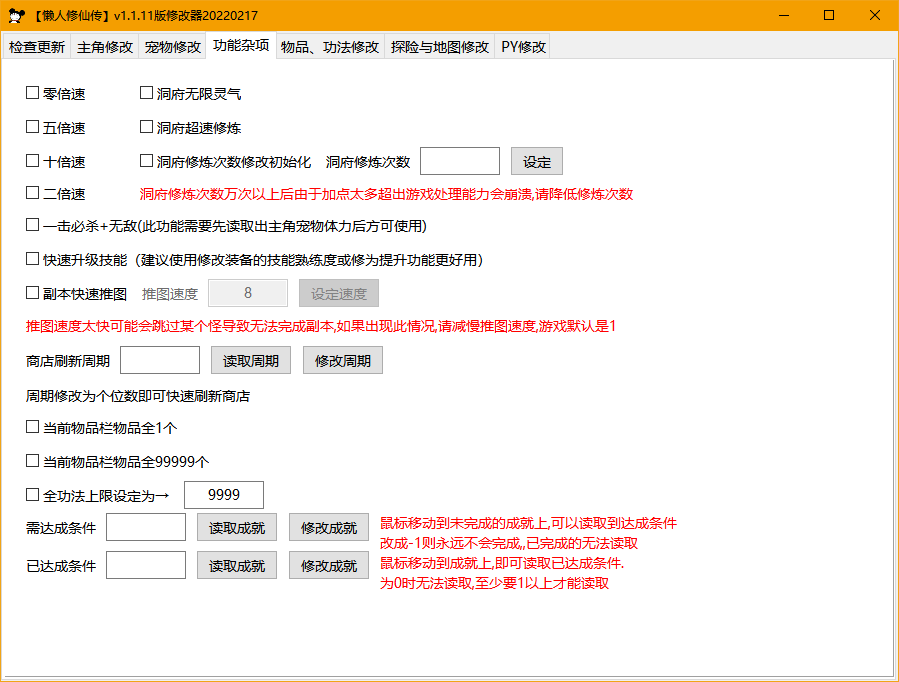 【懒人修仙传】v1.1.11版修改器20220217
检查更新 主角修改 宠物修改 功能杂项 物品、功法修改 探险与地图修改 PY修改
零倍速 洞府无限灵气
五倍速 洞府超速修炼
十倍速 洞府修炼次数修改初始化 洞府修炼次数 设定
二倍速 洞府修炼次数万次以上后由于加点太多超出游戏处理能力会崩溃,请降低修炼次数
一击必杀+无敌(此功能需要先读取出主角宠物体力后方可使用)
快速升级技能（建议使用修改装备的技能熟练度或修为提升功能更好用）
副本快速推图 推图速度 8 设定速度
推图速度太快可能会跳过某个怪导致无法完成副本,如果出现此情况,请减慢推图速度,游戏默认是1
商店刷新周期 读取周期 修改周期
周期修改为个位数即可快速刷新商店
当前物品栏物品全1个
当前物品栏物品全99999个
全功法上限设定为→ 9999
需达成条件 读取成就 修改成就 鼠标移动到未完成的成就上,可以读取到达成条件
改成-1则永远不会完成,,已完成的无法读取
已达成条件 读取成就 修改成就 鼠标移动到成就上,即可读取已达成条件.
为0时无法读取,至少要1以上才能读取